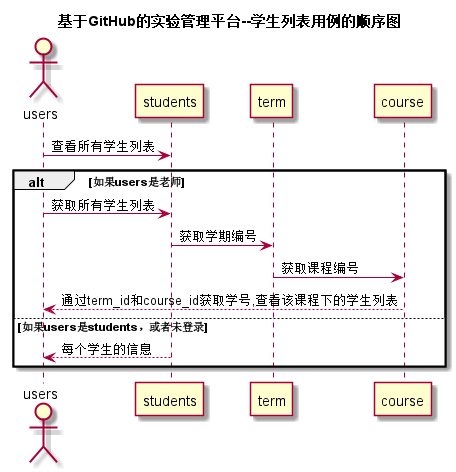 基于GitHub的实验管理平台--学生列表用例的顺序图
users
students
term
course
查看所有学生列表
alt
[如果users是老师]
获取所有学生列表
获取学期编号
获取课程编号
通过term_id和course_id获取学号,查看该课程下的学生列表
[如果users是students，或者未登录]
每个学生的信息
users
students
term
course